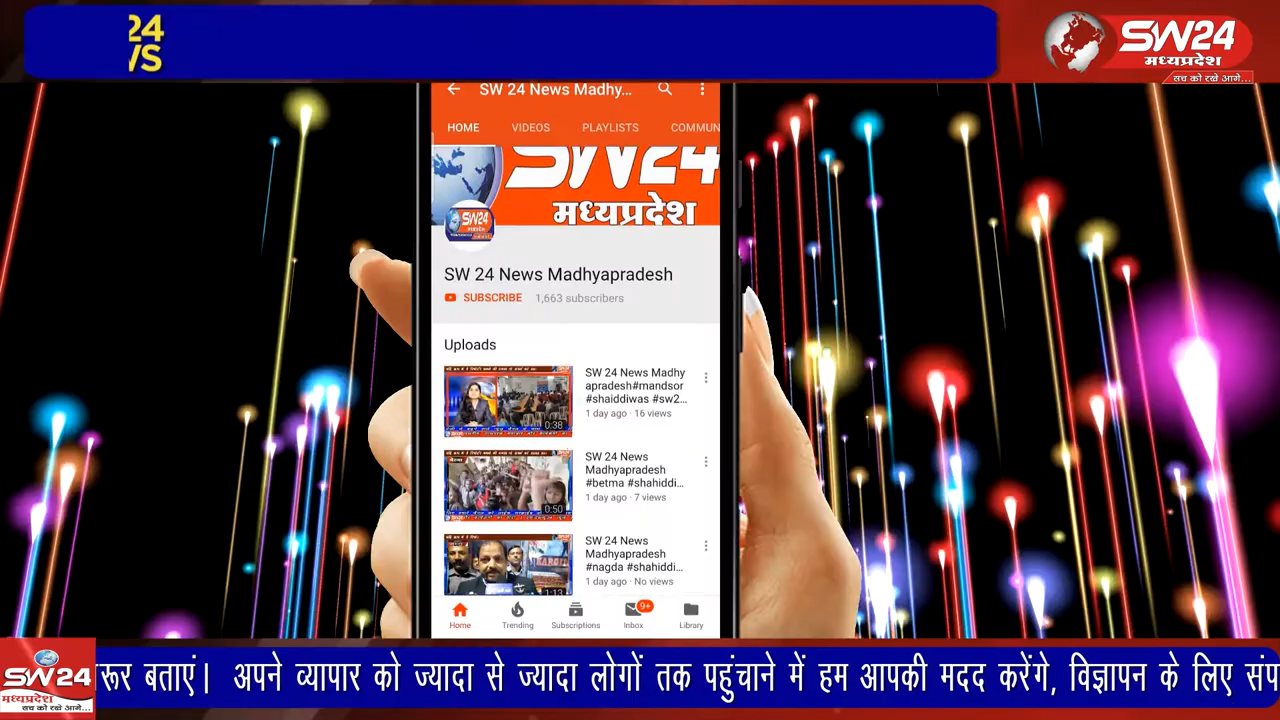 24
VS
SW24
मध्यप्रदेश
सच को रखे आगे...
SW 24 News Madhy...
HOME VIDEOS PLAYLISTS COMMUN
SW24
मध्यप्रदेश
SW24
SW 24 News Madhyapradesh
SUBSCRIBE 1,663 subscribers
Uploads
SW 24 News Madhy
apradesh#mandsor
#shaiddiwas #sw2...
1 day ago · 16 views
0:38
SW 24 News
Madhyapradesh
#betma #shahiddi...
1 day ago · 7 views
0:50
SW 24 News
Madhyapradesh
#nagda #shahiddi...
1 day ago · No views
1:13
9+
Home Trending Subscriptions Inbox Library
SW24
मध्यप्रदेश
सच को रखे आगे...
रूर बताएं। अपने व्यापार को ज्यादा से ज्यादा लोगों तक पहुंचाने में हम आपकी मदद करेंगे, विज्ञापन के लिए संप